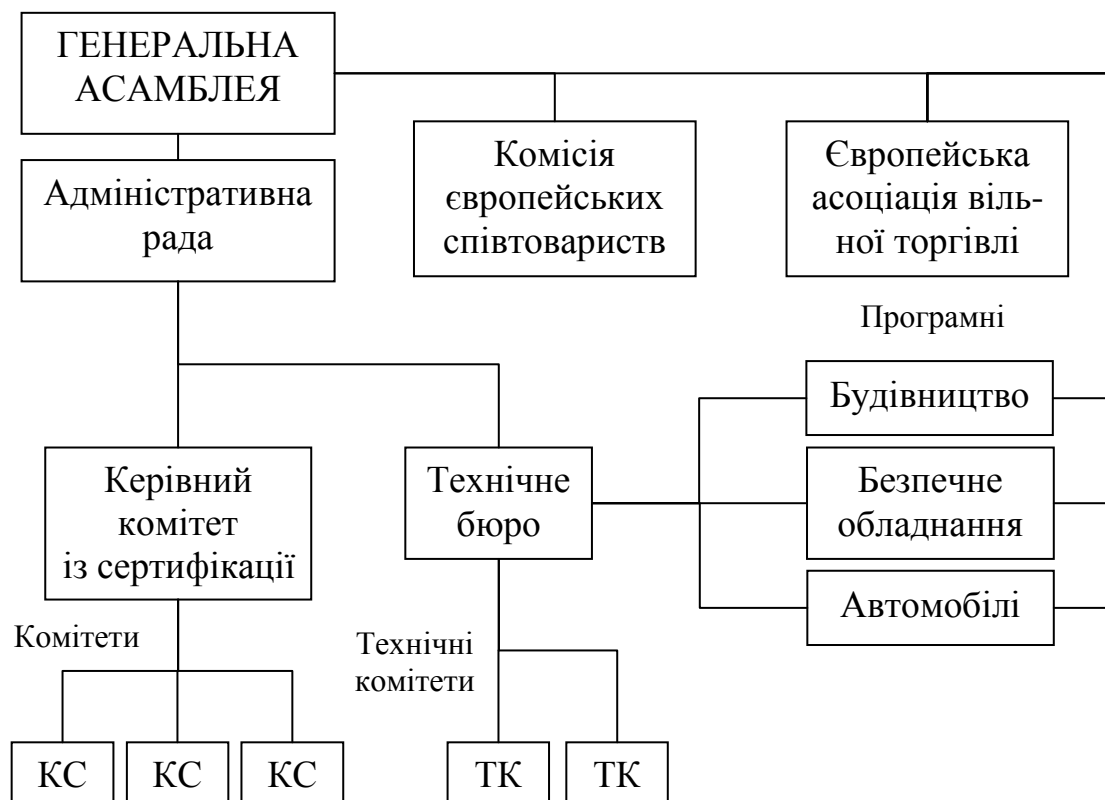 ГЕНЕРАЛЬНА
АСАМБЛЕЯ
Адміністративна
рада
Комісія
європейських
співтовариств
Європейська
асоціація віль-
ної торгівлі
Програмні
Будівництво
Безпечне
обладнання
Автомобілі
Керівний
комітет
із сертифікації
Технічне
бюро
Комітети
Технічні
комітети
КС
КС
КС
ТК
ТК